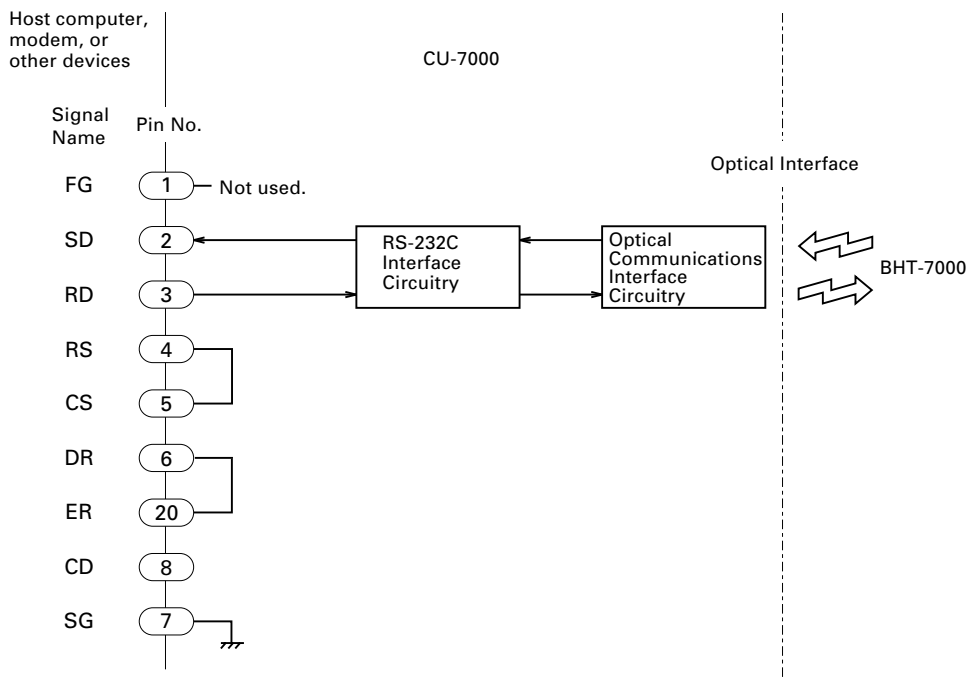 Host computer,
modem, or
other devices
CU-7000
Signal
Name
Pin No.
Optical Interface
FG 1 Not used.
SD 2
RS-232C
Interface
Circuitry
Optical
Communications
Interface
Circuitry
BHT-7000
RD 3
RS 4
CS 5
DR 6
ER 20
CD 8
SG 7